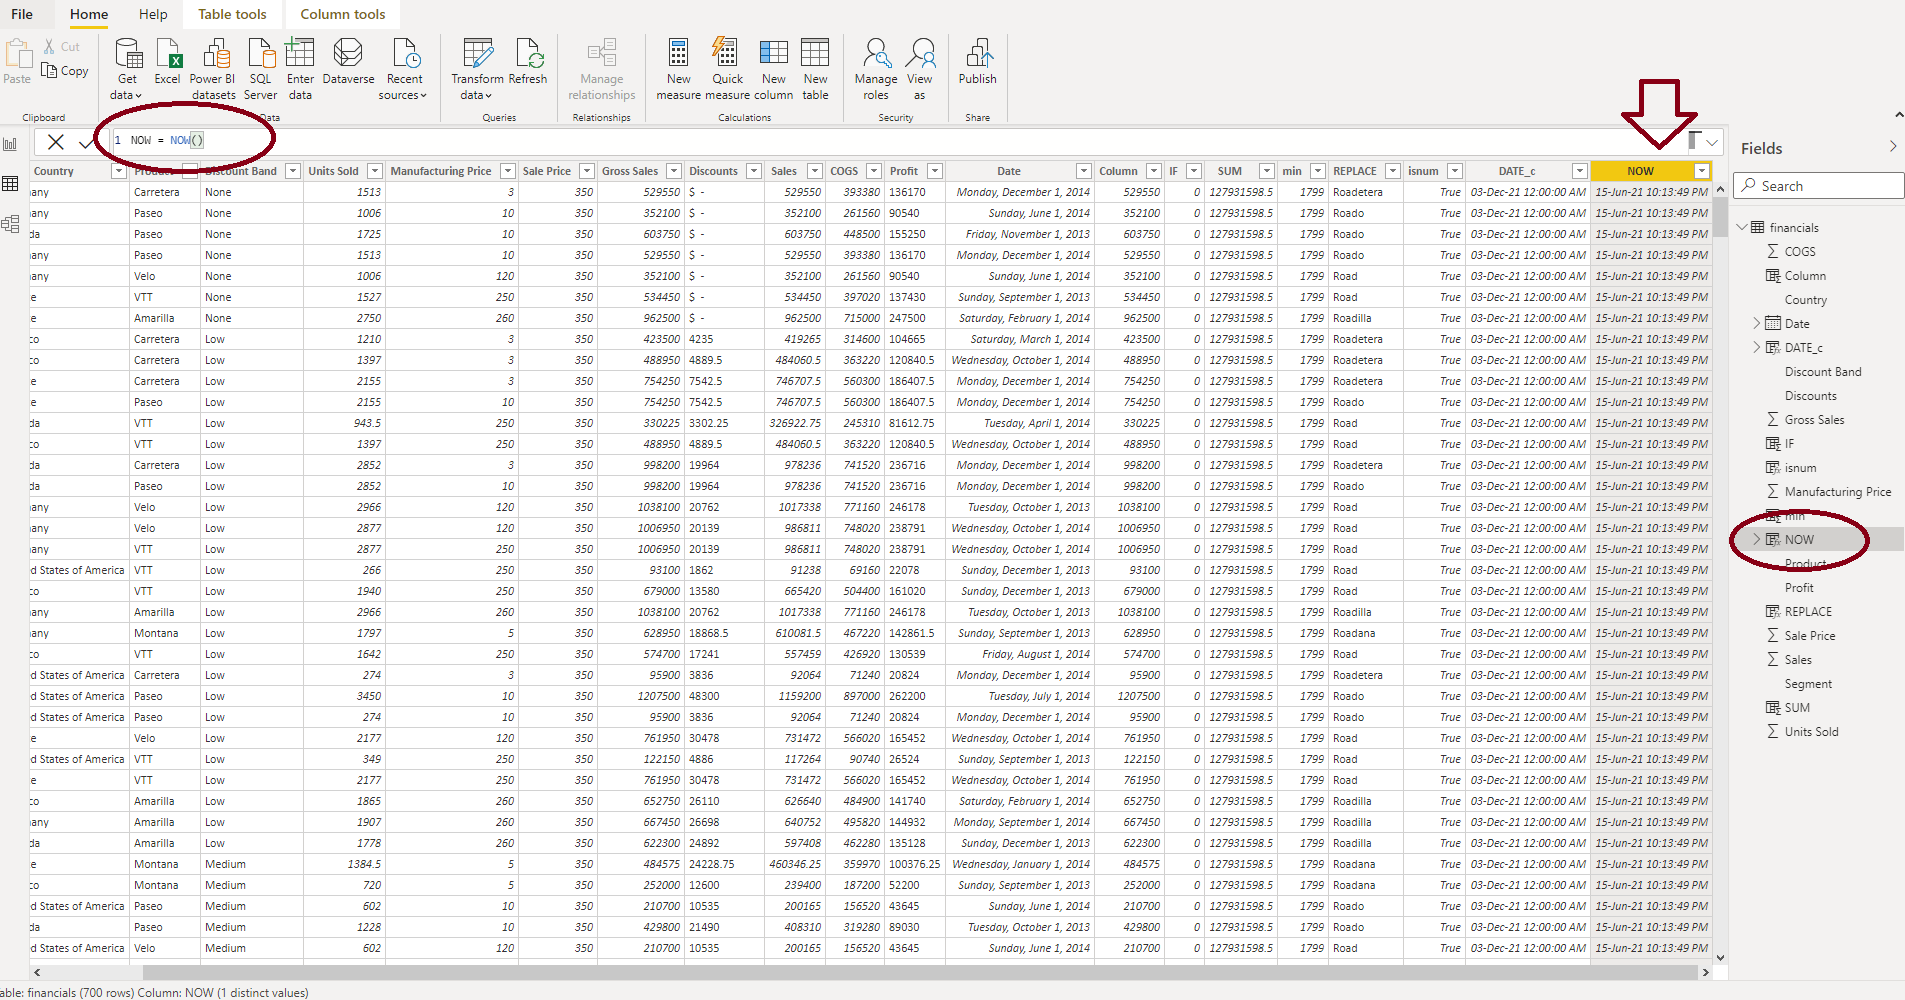 File Home Help Table tools Column tools
Paste Cut Copy
Get data Excel Power BI datasets SQL Server Enter data Dataverse Recent sources Transform data Refresh Manage relationships New measure Quick measure New column New table Manage roles View as Publish
Clipboard Data Queries Relationships Calculations Security Share
1 NOW = NOW()
Fields
Search
Country Discount Band Units Sold Manufacturing Price Sale Price Gross Sales Discounts Sales COGS Profit Date Column IF SUM min REPLACE isnum DATE_c NOW
any Carretera None 1513 3 350 529550 $ - 529550 393380 136170 Monday, December 1, 2014 529550 0 127931598.5 1799 Roadetera True 03-Dec-21 12:00:00 AM 15-Jun-21 10:13:49 PM
any Paseo None 1006 10 350 352100 $ - 352100 261560 90540 Sunday, June 1, 2014 352100 0 127931598.5 1799 Roado True 03-Dec-21 12:00:00 AM 15-Jun-21 10:13:49 PM
da Paseo None 1725 10 350 603750 $ - 603750 448500 155250 Friday, November 1, 2013 603750 0 127931598.5 1799 Roado True 03-Dec-21 12:00:00 AM 15-Jun-21 10:13:49 PM
any Paseo None 1513 10 350 529550 $ - 529550 393380 136170 Monday, December 1, 2014 529550 0 127931598.5 1799 Roado True 03-Dec-21 12:00:00 AM 15-Jun-21 10:13:49 PM
any Velo None 1006 120 350 352100 $ - 352100 261560 90540 Sunday, June 1, 2014 352100 0 127931598.5 1799 Road True 03-Dec-21 12:00:00 AM 15-Jun-21 10:13:49 PM
e VTT None 1527 250 350 534450 $ - 534450 397020 137430 Sunday, September 1, 2013 534450 0 127931598.5 1799 Road True 03-Dec-21 12:00:00 AM 15-Jun-21 10:13:49 PM
e Amarilla None 2750 260 350 962500 $ - 962500 715000 247500 Saturday, February 1, 2014 962500 0 127931598.5 1799 Roadilla True 03-Dec-21 12:00:00 AM 15-Jun-21 10:13:49 PM
co Carretera Low 1210 3 350 423500 4235 419265 314600 104665 Saturday, March 1, 2014 423500 0 127931598.5 1799 Roadetera True 03-Dec-21 12:00:00 AM 15-Jun-21 10:13:49 PM
co Carretera Low 1397 3 350 488950 4889.5 484060.5 363220 120840.5 Wednesday, October 1, 2014 488950 0 127931598.5 1799 Roadetera True 03-Dec-21 12:00:00 AM 15-Jun-21 10:13:49 PM
e Carretera Low 2155 3 350 754250 7542.5 746707.5 560300 186407.5 Monday, December 1, 2014 754250 0 127931598.5 1799 Roadetera True 03-Dec-21 12:00:00 AM 15-Jun-21 10:13:49 PM
e Paseo Low 2155 10 350 754250 7542.5 746707.5 560300 186407.5 Monday, December 1, 2014 754250 0 127931598.5 1799 Roado True 03-Dec-21 12:00:00 AM 15-Jun-21 10:13:49 PM
da VTT Low 943.5 250 350 330225 3302.25 326922.75 245310 81612.75 Tuesday, April 1, 2014 330225 0 127931598.5 1799 Road True 03-Dec-21 12:00:00 AM 15-Jun-21 10:13:49 PM
co VTT Low 1397 250 350 488950 4889.5 484060.5 363220 120840.5 Wednesday, October 1, 2014 488950 0 127931598.5 1799 Road True 03-Dec-21 12:00:00 AM 15-Jun-21 10:13:49 PM
da Carretera Low 2852 3 350 998200 19964 978236 741520 236716 Monday, December 1, 2014 998200 0 127931598.5 1799 Roadetera True 03-Dec-21 12:00:00 AM 15-Jun-21 10:13:49 PM
da Paseo Low 2852 10 350 998200 19964 978236 741520 236716 Monday, December 1, 2014 998200 0 127931598.5 1799 Roado True 03-Dec-21 12:00:00 AM 15-Jun-21 10:13:49 PM
any Velo Low 2966 120 350 1038100 20762 1017338 771160 246178 Tuesday, October 1, 2013 1038100 0 127931598.5 1799 Road True 03-Dec-21 12:00:00 AM 15-Jun-21 10:13:49 PM
any Velo Low 2877 120 350 1006950 20139 986811 748020 238791 Wednesday, October 1, 2014 1006950 0 127931598.5 1799 Road True 03-Dec-21 12:00:00 AM 15-Jun-21 10:13:49 PM
any VTT Low 2877 250 350 1006950 20139 986811 748020 238791 Wednesday, October 1, 2014 1006950 0 127931598.5 1799 Road True 03-Dec-21 12:00:00 AM 15-Jun-21 10:13:49 PM
d States of America VTT Low 266 250 350 93100 1862 91238 69160 22078 Sunday, December 1, 2013 93100 0 127931598.5 1799 Road True 03-Dec-21 12:00:00 AM 15-Jun-21 10:13:49 PM
co VTT Low 1940 250 350 679000 13580 665420 504400 161020 Sunday, December 1, 2013 679000 0 127931598.5 1799 Road True 03-Dec-21 12:00:00 AM 15-Jun-21 10:13:49 PM
any Amarilla Low 2966 260 350 1038100 20762 1017338 771160 246178 Tuesday, October 1, 2013 1038100 0 127931598.5 1799 Roadilla True 03-Dec-21 12:00:00 AM 15-Jun-21 10:13:49 PM
any Montana Low 1797 5 350 628950 18868.5 610081.5 467220 142861.5 Sunday, September 1, 2013 628950 0 127931598.5 1799 Roadana True 03-Dec-21 12:00:00 AM 15-Jun-21 10:13:49 PM
co VTT Low 1642 250 350 574700 17241 557459 426920 130539 Friday, August 1, 2014 574700 0 127931598.5 1799 Road True 03-Dec-21 12:00:00 AM 15-Jun-21 10:13:49 PM
d States of America Carretera Low 274 3 350 95900 3836 92064 71240 20824 Monday, December 1, 2014 95900 0 127931598.5 1799 Roadetera True 03-Dec-21 12:00:00 AM 15-Jun-21 10:13:49 PM
d States of America Paseo Low 3450 10 350 1207500 48300 1159200 897000 262200 Tuesday, July 1, 2014 1207500 0 127931598.5 1799 Roado True 03-Dec-21 12:00:00 AM 15-Jun-21 10:13:49 PM
d States of America Paseo Low 274 10 350 95900 3836 92064 71240 20824 Monday, December 1, 2014 95900 0 127931598.5 1799 Roado True 03-Dec-21 12:00:00 AM 15-Jun-21 10:13:49 PM
e Velo Low 2177 120 350 761950 30478 731472 566020 165452 Wednesday, October 1, 2014 761950 0 127931598.5 1799 Road True 03-Dec-21 12:00:00 AM 15-Jun-21 10:13:49 PM
d States of America VTT Low 349 250 350 122150 4886 117264 90740 26524 Sunday, September 1, 2013 122150 0 127931598.5 1799 Road True 03-Dec-21 12:00:00 AM 15-Jun-21 10:13:49 PM
e VTT Low 2177 250 350 761950 30478 731472 566020 165452 Wednesday, October 1, 2014 761950 0 127931598.5 1799 Road True 03-Dec-21 12:00:00 AM 15-Jun-21 10:13:49 PM
co Amarilla Low 1865 260 350 652750 26110 626640 484900 141740 Saturday, February 1, 2014 652750 0 127931598.5 1799 Roadilla True 03-Dec-21 12:00:00 AM 15-Jun-21 10:13:49 PM
any Amarilla Low 1907 260 350 667450 26698 640752 495820 144932 Monday, September 1, 2014 667450 0 127931598.5 1799 Roadilla True 03-Dec-21 12:00:00 AM 15-Jun-21 10:13:49 PM
da Amarilla Low 1778 260 350 622300 24892 597408 462280 135128 Sunday, December 1, 2013 622300 0 127931598.5 1799 Roadilla True 03-Dec-21 12:00:00 AM 15-Jun-21 10:13:49 PM
e Montana Medium 1384.5 5 350 484575 24228.75 460346.25 359970 100376.25 Wednesday, January 1, 2014 484575 0 127931598.5 1799 Roadana True 03-Dec-21 12:00:00 AM 15-Jun-21 10:13:49 PM
co Montana Medium 720 5 350 252000 12600 239400 187200 52200 Sunday, September 1, 2013 252000 0 127931598.5 1799 Roadana True 03-Dec-21 12:00:00 AM 15-Jun-21 10:13:49 PM
d States of America Paseo Medium 602 10 350 210700 10535 200165 156520 43645 Sunday, June 1, 2014 210700 0 127931598.5 1799 Roado True 03-Dec-21 12:00:00 AM 15-Jun-21 10:13:49 PM
da Paseo Medium 1228 10 350 429800 21490 408310 319280 89030 Tuesday, October 1, 2013 429800 0 127931598.5 1799 Roado True 03-Dec-21 12:00:00 AM 15-Jun-21 10:13:49 PM
d States of America Velo Medium 602 120 350 210700 10535 200165 156520 43645 Sunday, June 1, 2014 210700 0 127931598.5 1799 Road True 03-Dec-21 12:00:00 AM 15-Jun-21 10:13:49 PM
financials
COGS
Column
Country
Date
DATE_c
Discount Band
Discounts
Gross Sales
IF
isnum
Manufacturing Price
min
NOW
Product
Profit
REPLACE
Sale Price
Sales
Segment
SUM
Units Sold
able: financials (700 rows) Column: NOW (1 distinct values)